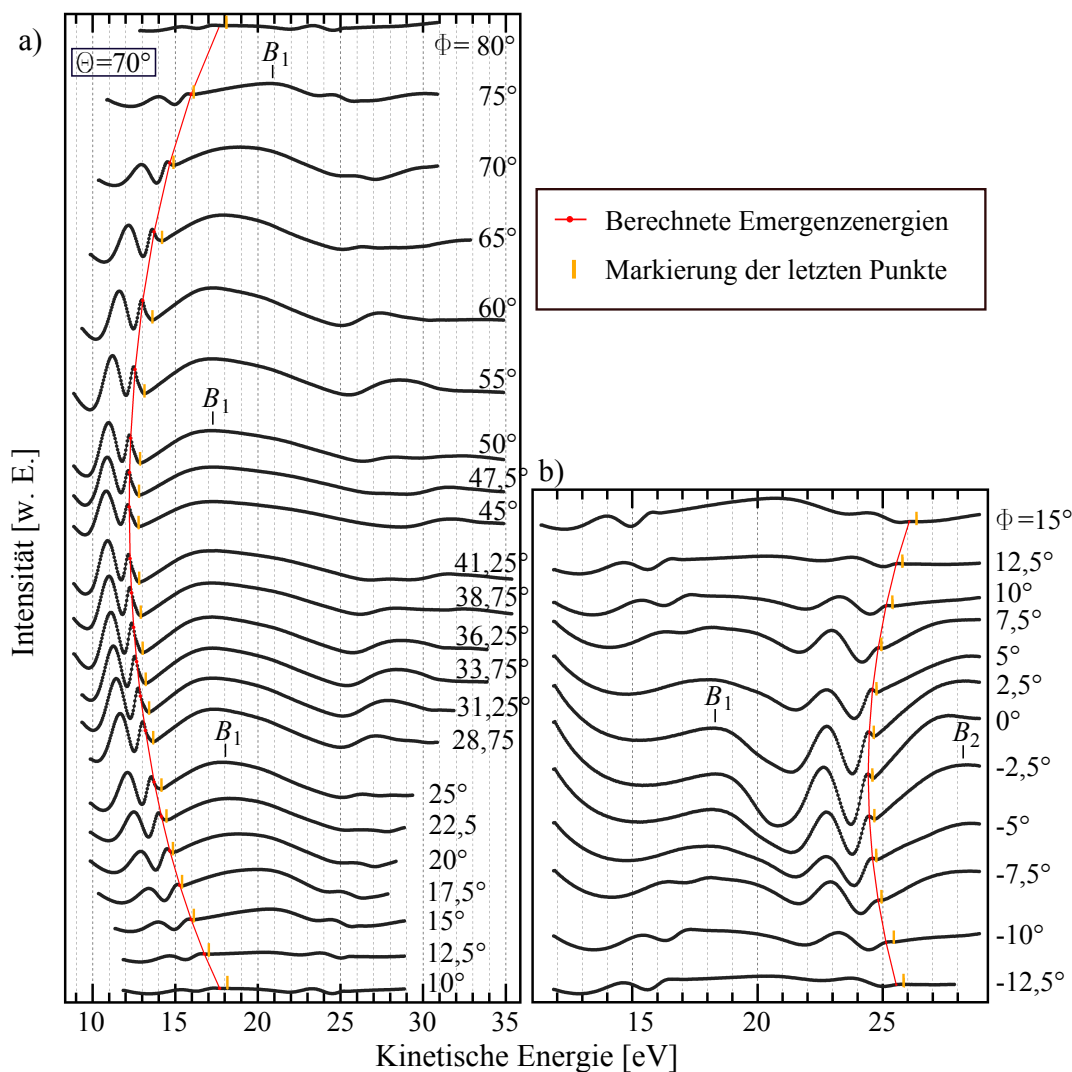 a)
Θ=70°
B₁
Φ= 80°
75°
70°
65°
60°
55°
B₁
50°
47,5°
45°
41,25°
38,75°
36,25°
33,75°
31,25°
28,75
B₁
25°
22,5
20°
17,5°
15°
12,5°
10°
10 15 20 25 30 35
Intensität [w. E.]
Kinetische Energie [eV]
Berechnete Emergenzenergien
Markierung der letzten Punkte
b)
Φ=15°
12,5°
10°
7,5°
5°
2,5°
B₁
0°
B₂
-2,5°
-5°
-7,5°
-10°
-12,5°
15 20 25